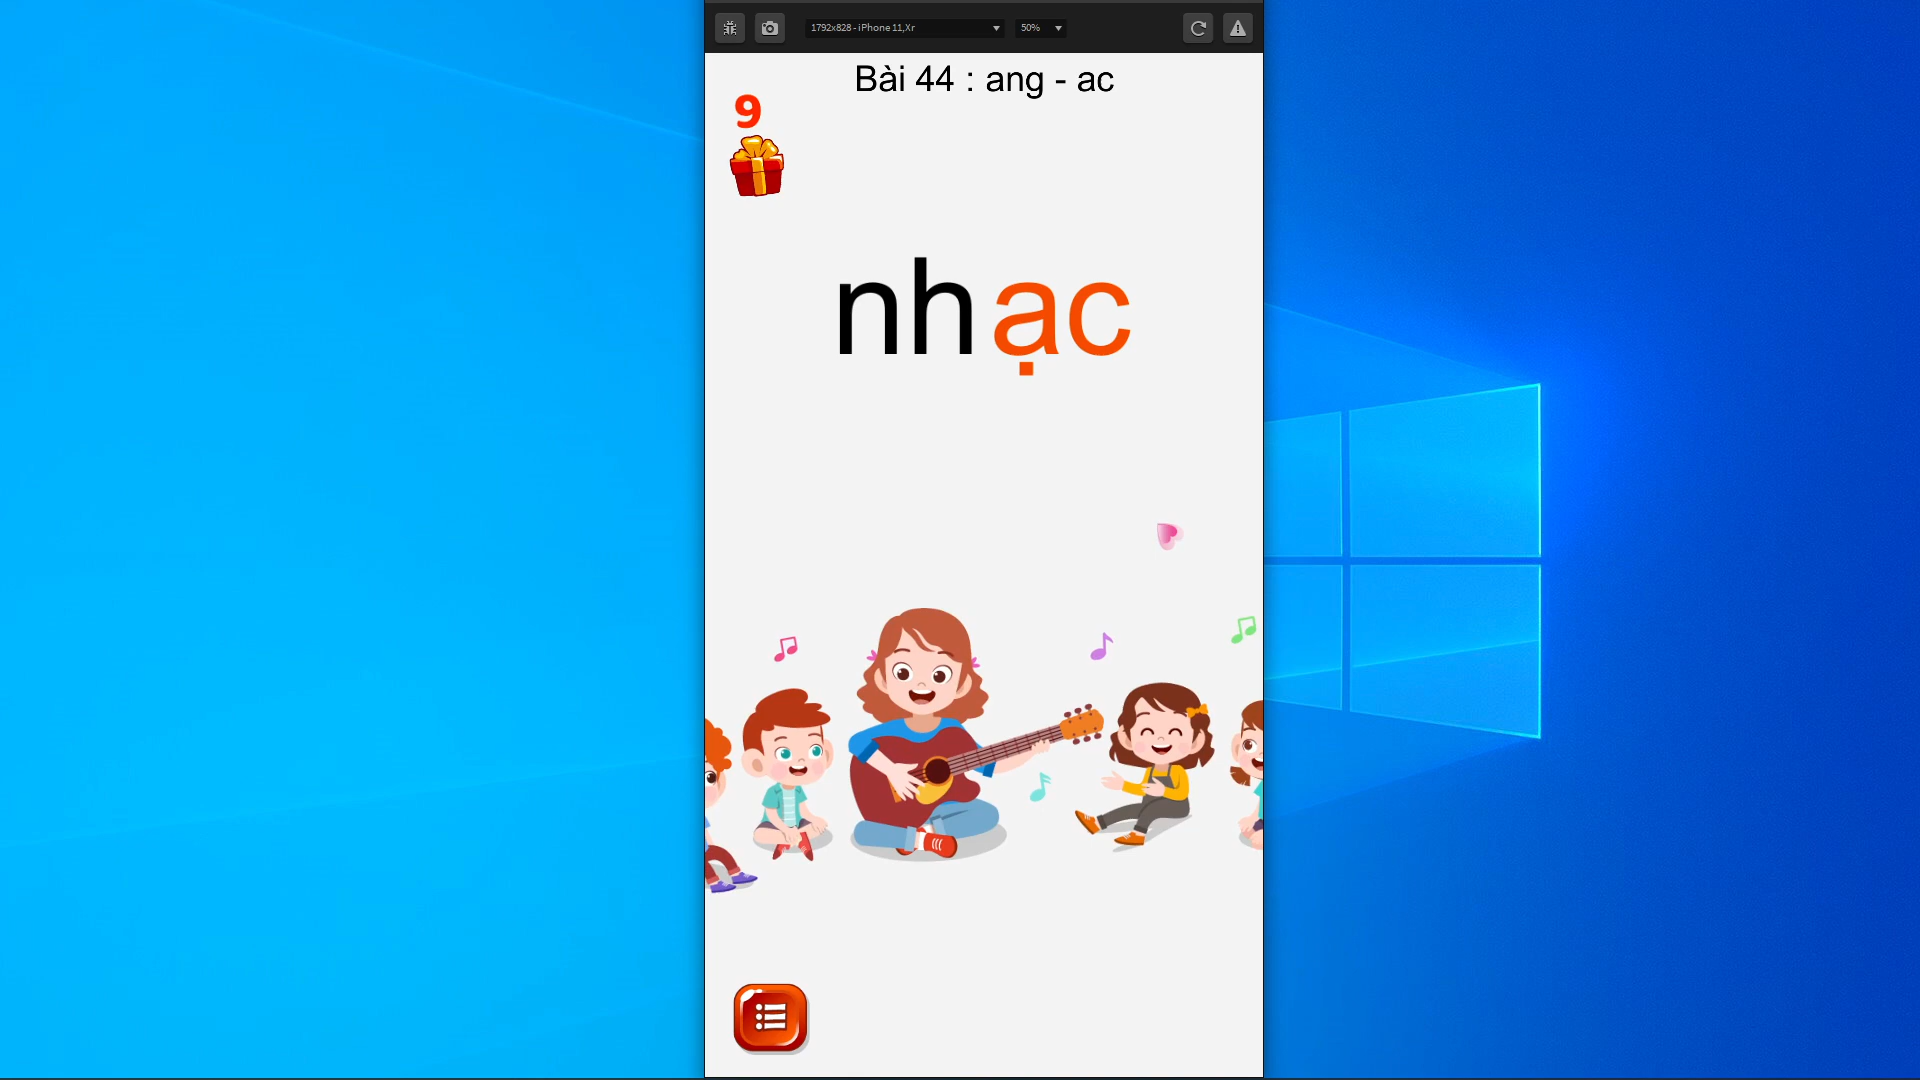 1792x828 - iPhone 11,Xr
50%
Bài 44 : ang - ac
9
nhạc